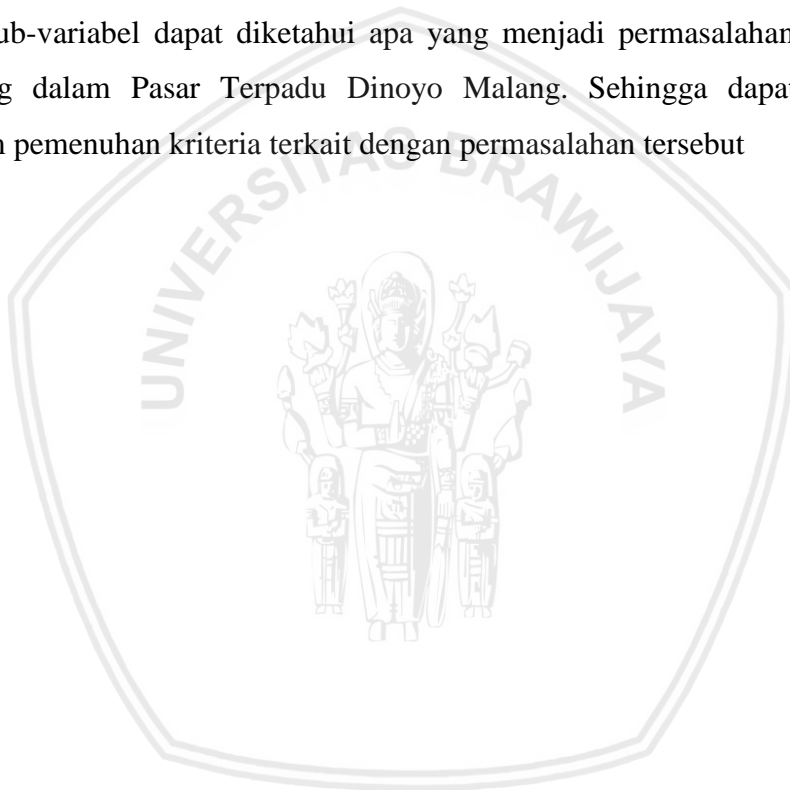 ub-variabel dapat diketahui apa yang menjadi permasalahan
g dalam Pasar Terpadu Dinoyo Malang. Sehingga dapat
n pemenuhan kriteria terkait dengan permasalahan tersebut
UNIVERSITAS BRAWIJAYA